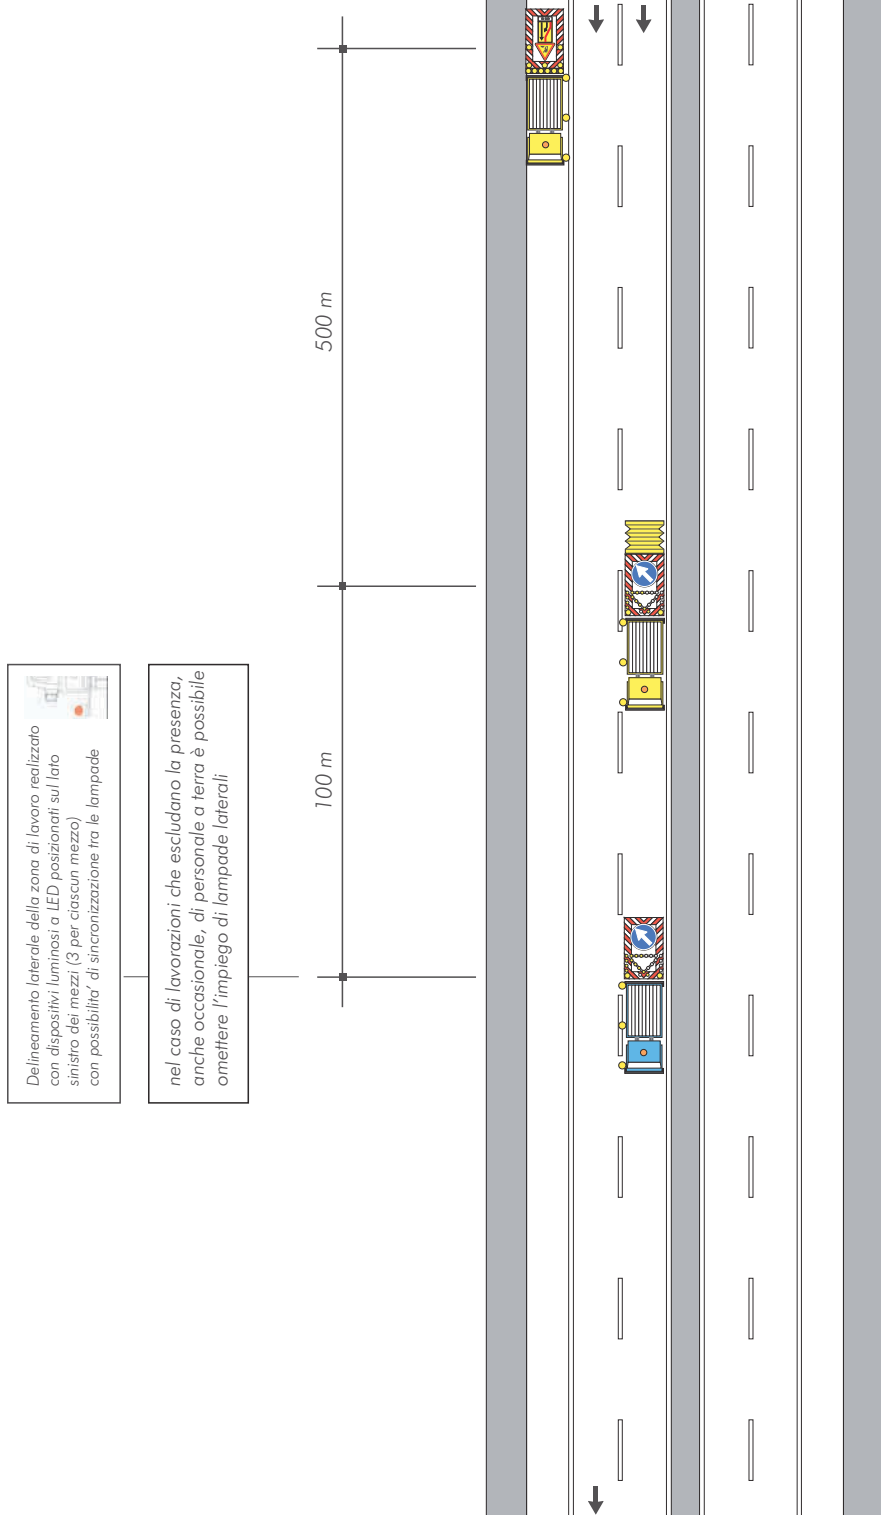 Delineamento laterale della zona di lavoro realizzato
con dispositivi luminosi a LED posizionati sul lato
sinistro dei mezzi (3 per ciascun mezzo)
con possibilita' di sincronizzazione tra le lampade
nel caso di lavorazioni che escludano la presenza,
anche occasionale, di personale a terra è possibile
omettere l'impiego di lampade laterali
100 m
500 m